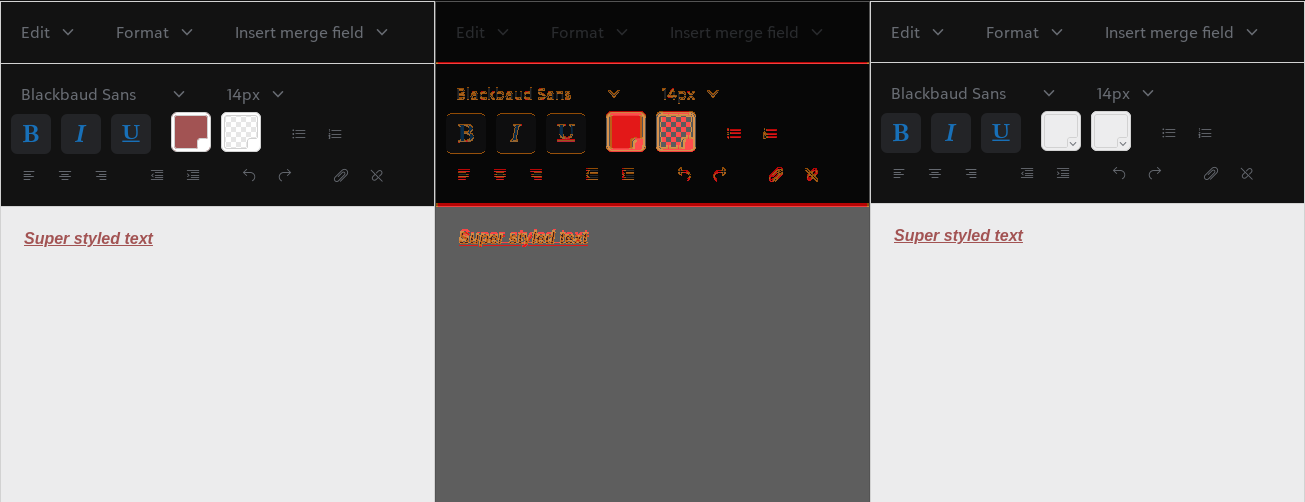 Edit Format Insert merge field
Blackbaud Sans 14px
B I U
Super styled text
Edit Format Insert merge field
Blackbaud Sans 14px
B I U
Super styled text
Edit Format Insert merge field
Blackbaud Sans 14px
B I U
Super styled text